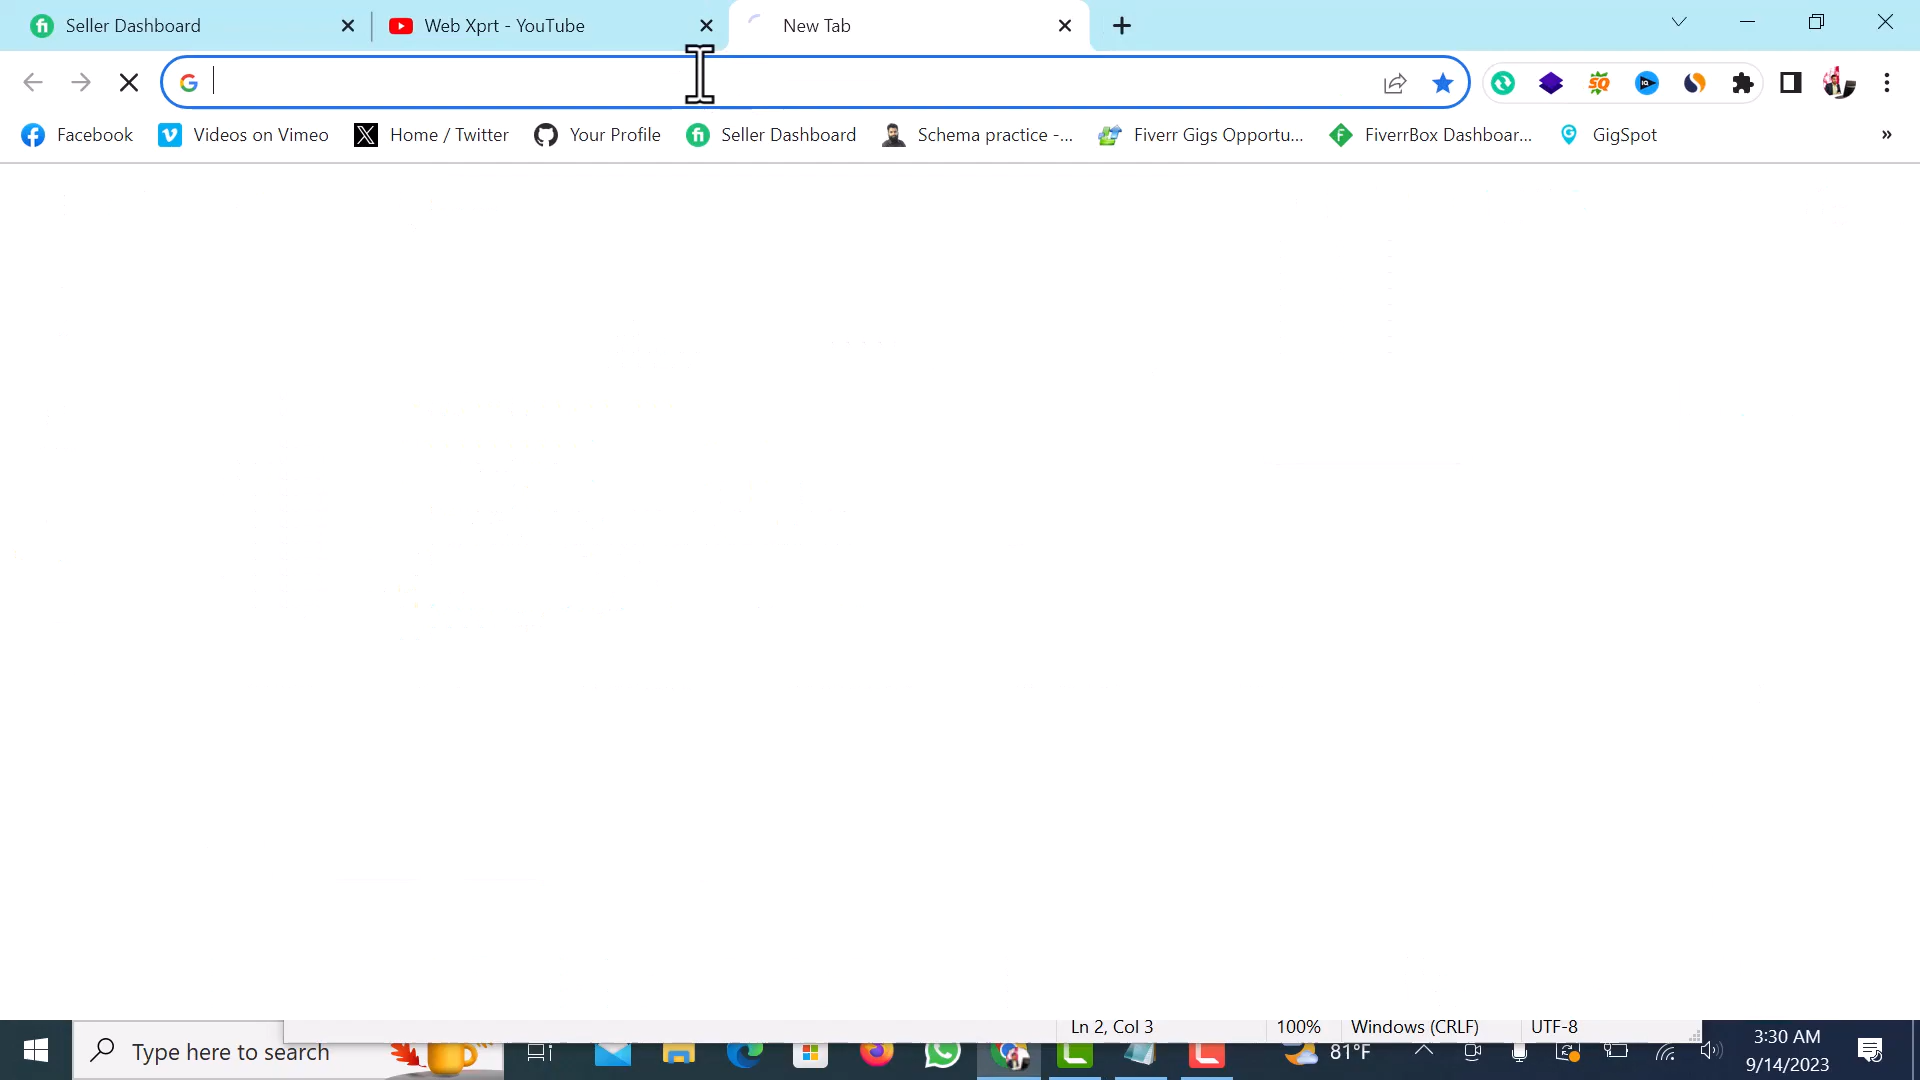 Seller Dashboard
Web Xprt - YouTube
New Tab
Facebook
Videos on Vimeo
Home / Twitter
Your Profile
Seller Dashboard
Schema practice -...
Fiverr Gigs Opportu...
FiverrBox Dashboar...
GigSpot
»
Ln 2, Col 3
100%
Windows (CRLF)
UTF-8
Type here to search
81°F
3:30 AM
9/14/2023